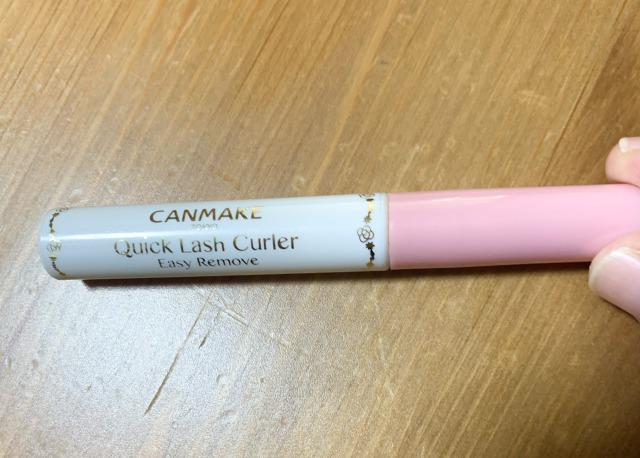 CANMAKE
TOKYO
Quick Lash Curler
Easy Remove